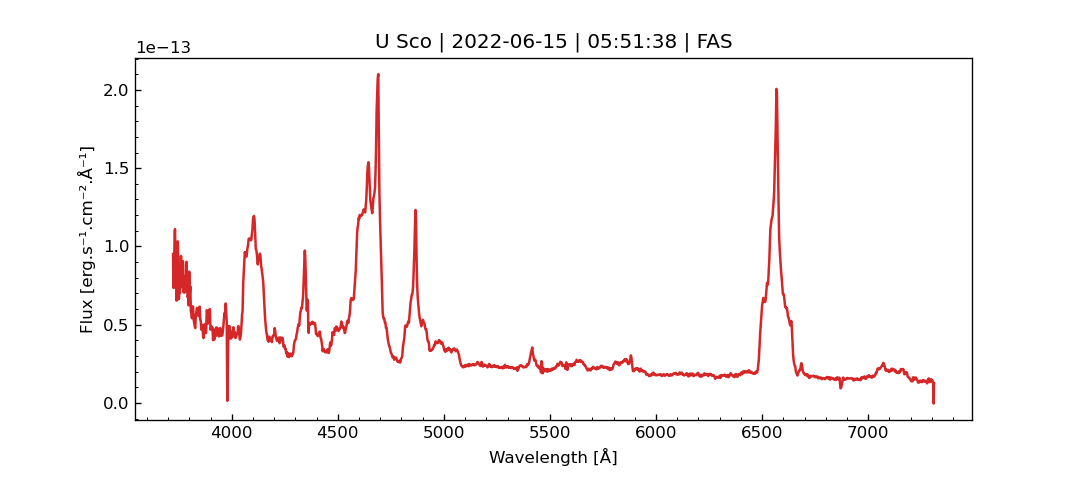 U Sco | 2022-06-15 | 05:51:38 | FAS
1e−13
2.0
1.5
1.0
0.5
0.0
Flux [erg.s⁻¹.cm⁻².Å⁻¹]
4000 4500 5000 5500 6000 6500 7000
Wavelength [Å]